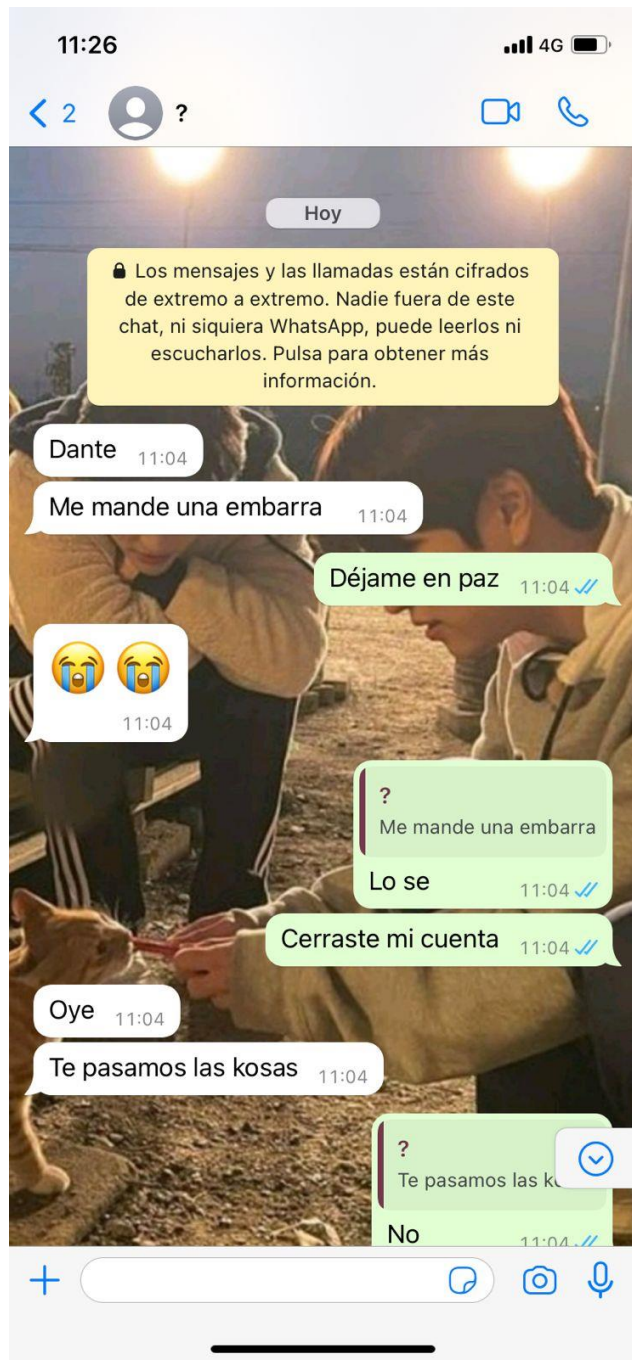 11:26
4G
2
?
Hoy
Los mensajes y las llamadas están cifrados
de extremo a extremo. Nadie fuera de este
chat, ni siquiera WhatsApp, puede leerlos ni
escucharlos. Pulsa para obtener más
información.
Dante 11:04
Me mande una embarra 11:04
Déjame en paz 11:04
😭 😭
11:04
?
Me mande una embarra
Lo se 11:04
Cerraste mi cuenta 11:04
Oye 11:04
Te pasamos las kosas 11:04
?
Te pasamos las k
No 11:04